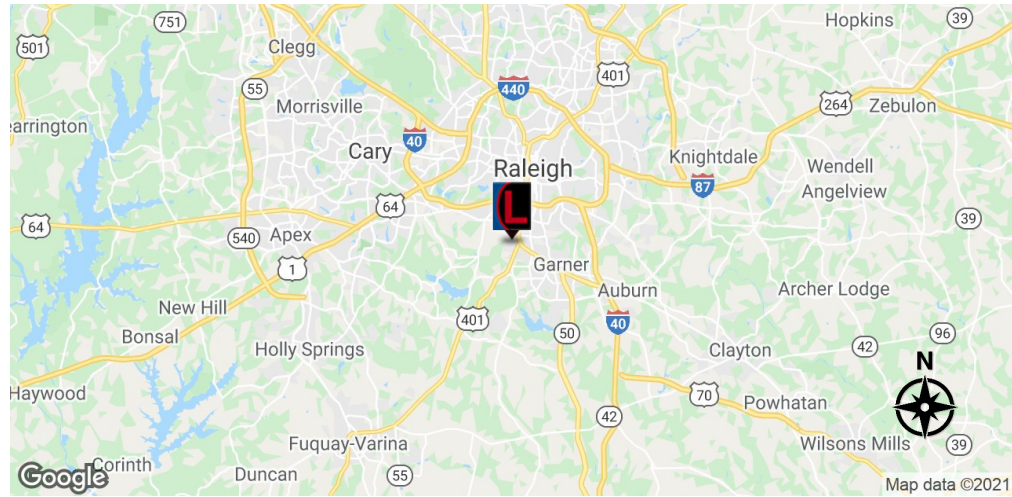 751
Hopkins
39
501
Clegg
401
55
440
264
Zebulon
Morrisville
earrington
40
Cary
Raleigh
Knightdale
Wendell
87
Angelview
64
L
39
64
540
Apex
Garner
1
Auburn
Archer Lodge
New Hill
401
40
50
96
Bonsal
42
Holly Springs
Clayton
N
Haywood
70
Powhatan
42
Fuquay-Varina
Wilsons Mills
39
Corinth
Google
Duncan
55
Map data ©2021